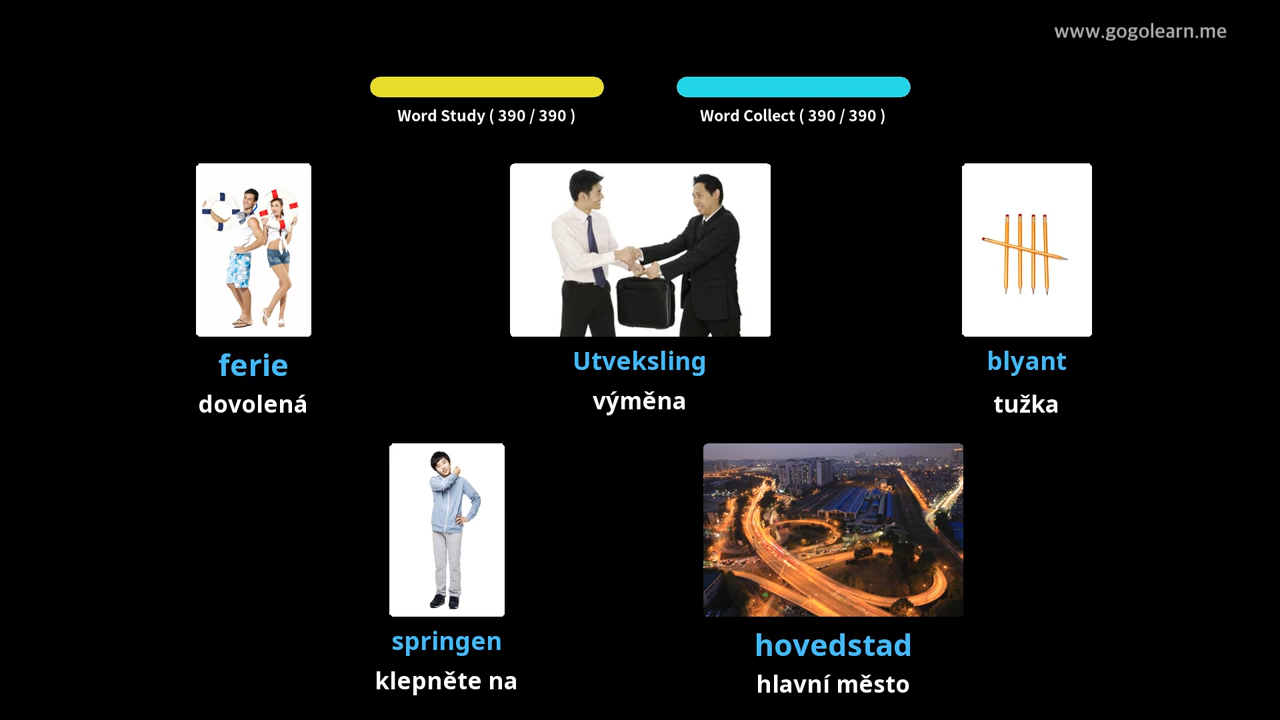 www.gogolearn.me
Word Study ( 390 / 390 )
Word Collect ( 390 / 390 )
ferie
dovolená
Utveksling
výměna
blyant
tužka
springen
klepněte na
hovedstad
hlavní město